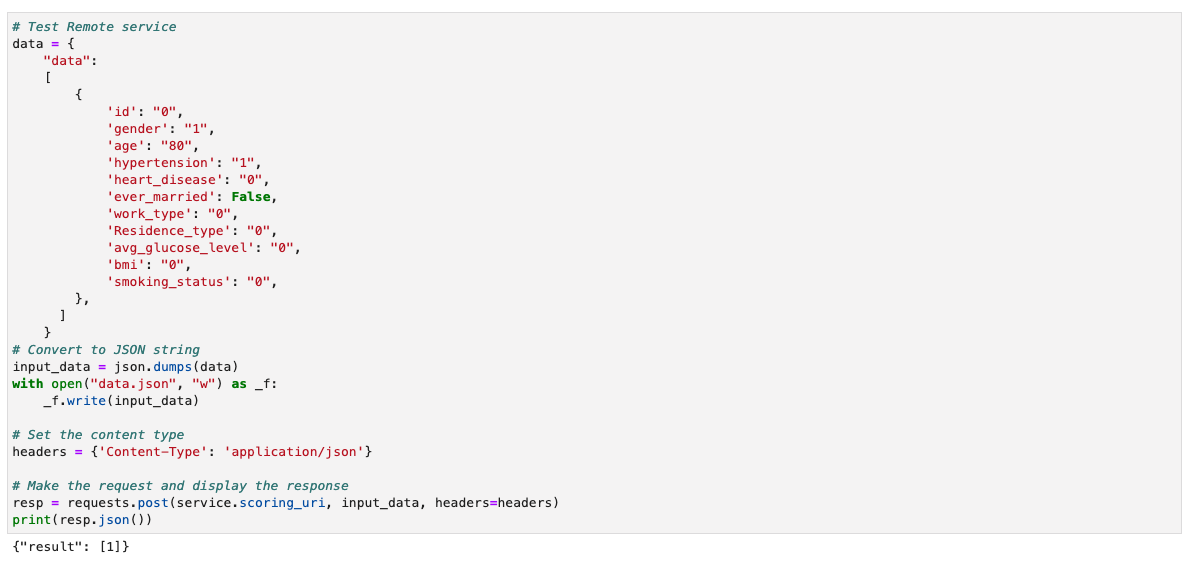 # Test Remote service
data = {
    "data":
    [
        {
            'id': "0",
            'gender': "1",
            'age': "80",
            'hypertension': "1",
            'heart_disease': "0",
            'ever_married': False,
            'work_type': "0",
            'Residence_type': "0",
            'avg_glucose_level': "0",
            'bmi': "0",
            'smoking_status': "0",
        },
      ]
    }
# Convert to JSON string
input_data = json.dumps(data)
with open("data.json", "w") as _f:
    _f.write(input_data)

# Set the content type
headers = {'Content-Type': 'application/json'}

# Make the request and display the response
resp = requests.post(service.scoring_uri, input_data, headers=headers)
print(resp.json())
{"result": [1]}